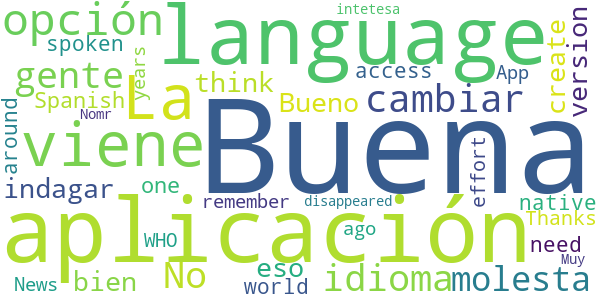 intetesa
opción
language
version
spoken
years
gente
think
access
App
create
Spanish
La
Bueno
cambiar
Nomr
around
viene
Buena
effort
indagar
one
remember
disappeared
native
aplicación
Thanks
WHO
ago
need
Muy
No
eso
idioma
molesta
News
bien
world